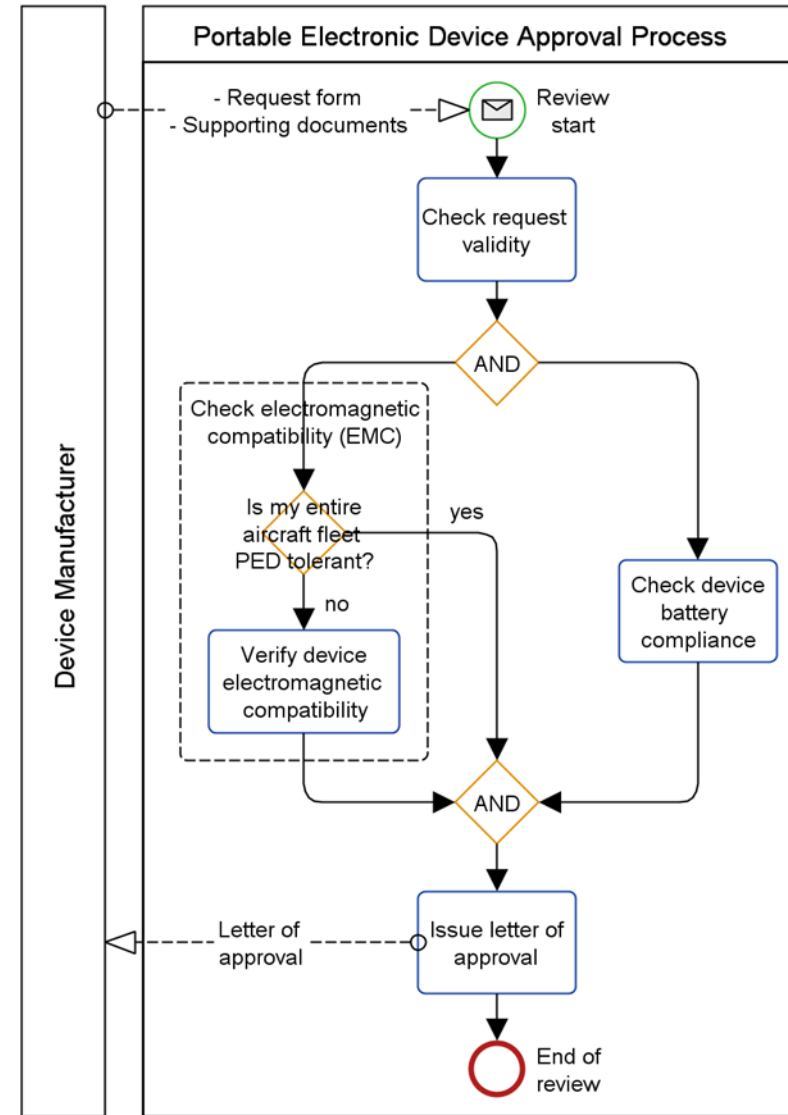 Portable Electronic Device Approval Process
Device Manufacturer
- Request form
- Supporting documents
Review
start
Check request
validity
AND
Check electromagnetic
compatibility (EMC)
Is my entire
aircraft fleet
PED tolerant?
yes
no
Check device
battery
compliance
Verify device
electromagnetic
compatibility
AND
Letter of
approval
Issue letter of
approval
End of
review